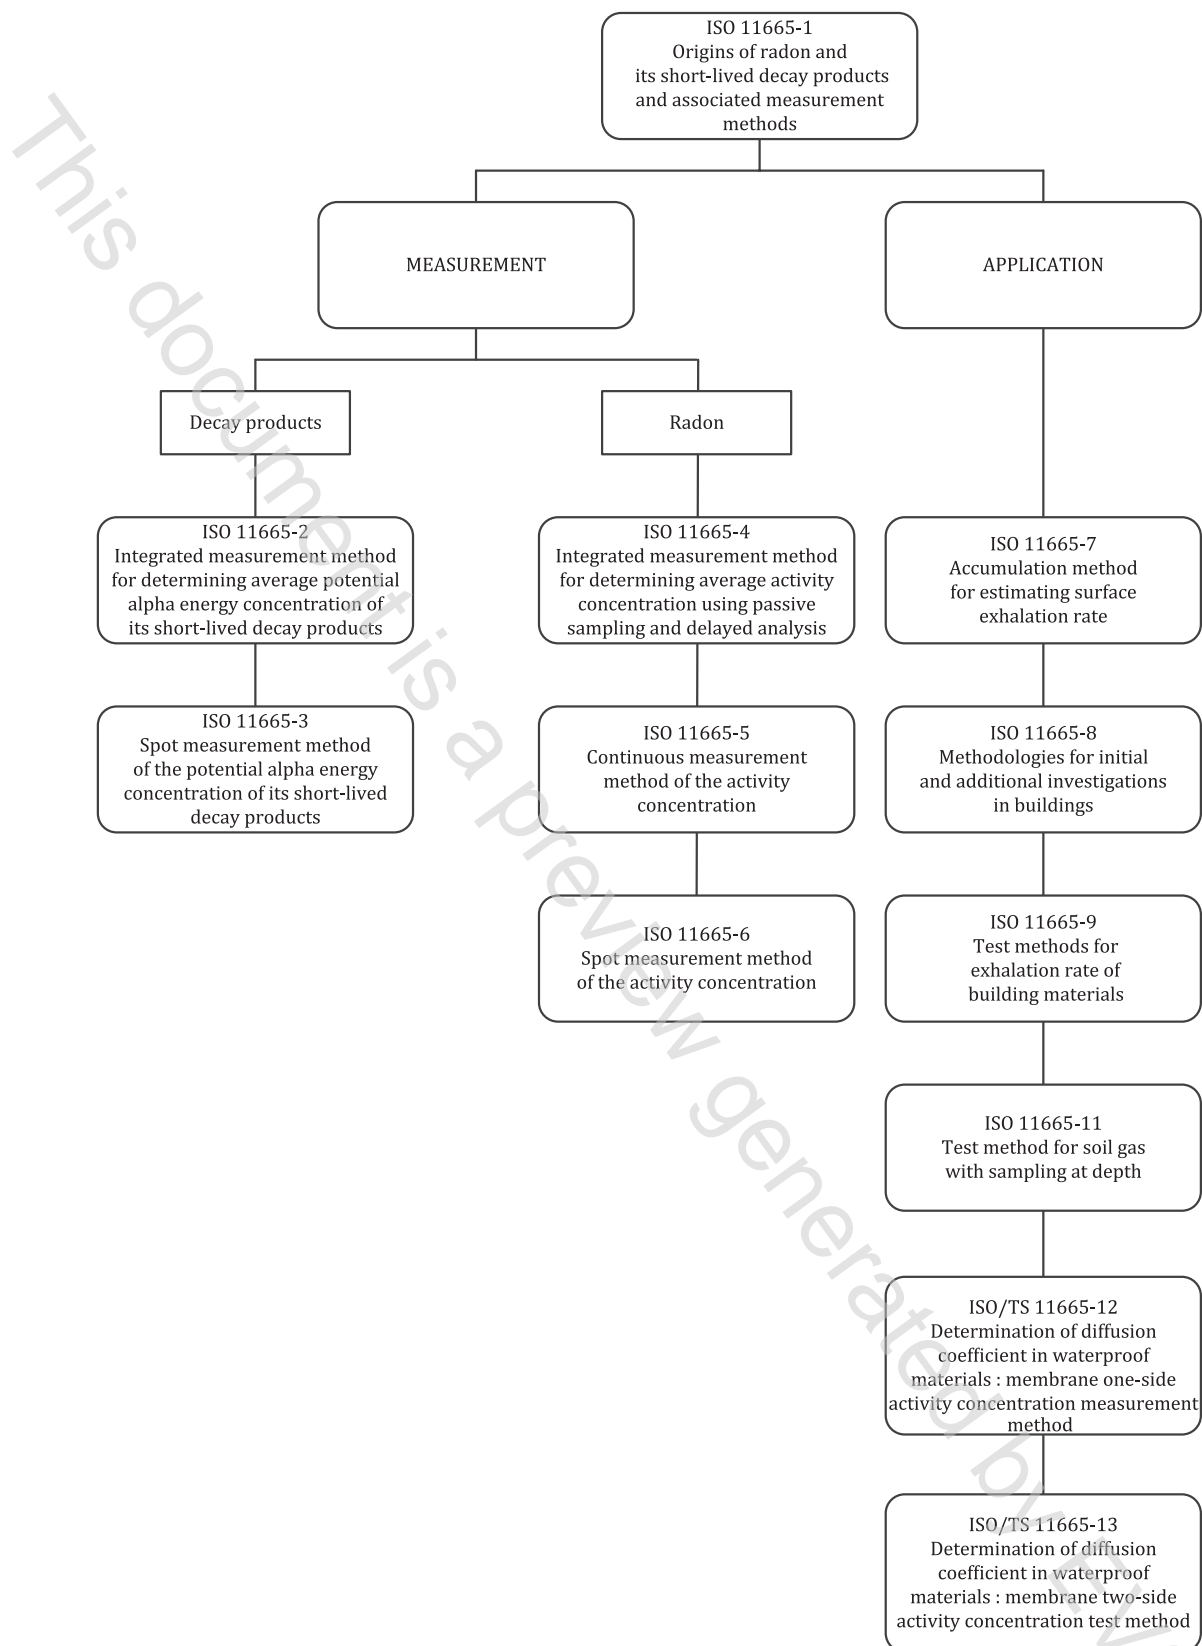 ISO 11665-1
Origins of radon and
its short-lived decay products
and associated measurement
methods
MEASUREMENT
APPLICATION
Decay products
Radon
ISO 11665-2
Integrated measurement method
for determining average potential
alpha energy concentration of
its short-lived decay products
ISO 11665-4
Integrated measurement method
for determining average activity
concentration using passive
sampling and delayed analysis
ISO 11665-7
Accumulation method
for estimating surface
exhalation rate
ISO 11665-3
Spot measurement method
of the potential alpha energy
concentration of its short-lived
decay products
ISO 11665-5
Continuous measurement
method of the activity
concentration
ISO 11665-8
Methodologies for initial
and additional investigations
in buildings
ISO 11665-6
Spot measurement method
of the activity concentration
ISO 11665-9
Test methods for
exhalation rate of
building materials
ISO 11665-11
Test method for soil gas
with sampling at depth
ISO/TS 11665-12
Determination of diffusion
coefficient in waterproof
materials : membrane one-side
activity concentration measurement
method
ISO/TS 11665-13
Determination of diffusion
coefficient in waterproof
materials : membrane two-side
activity concentration test method
This document is a preview generated by